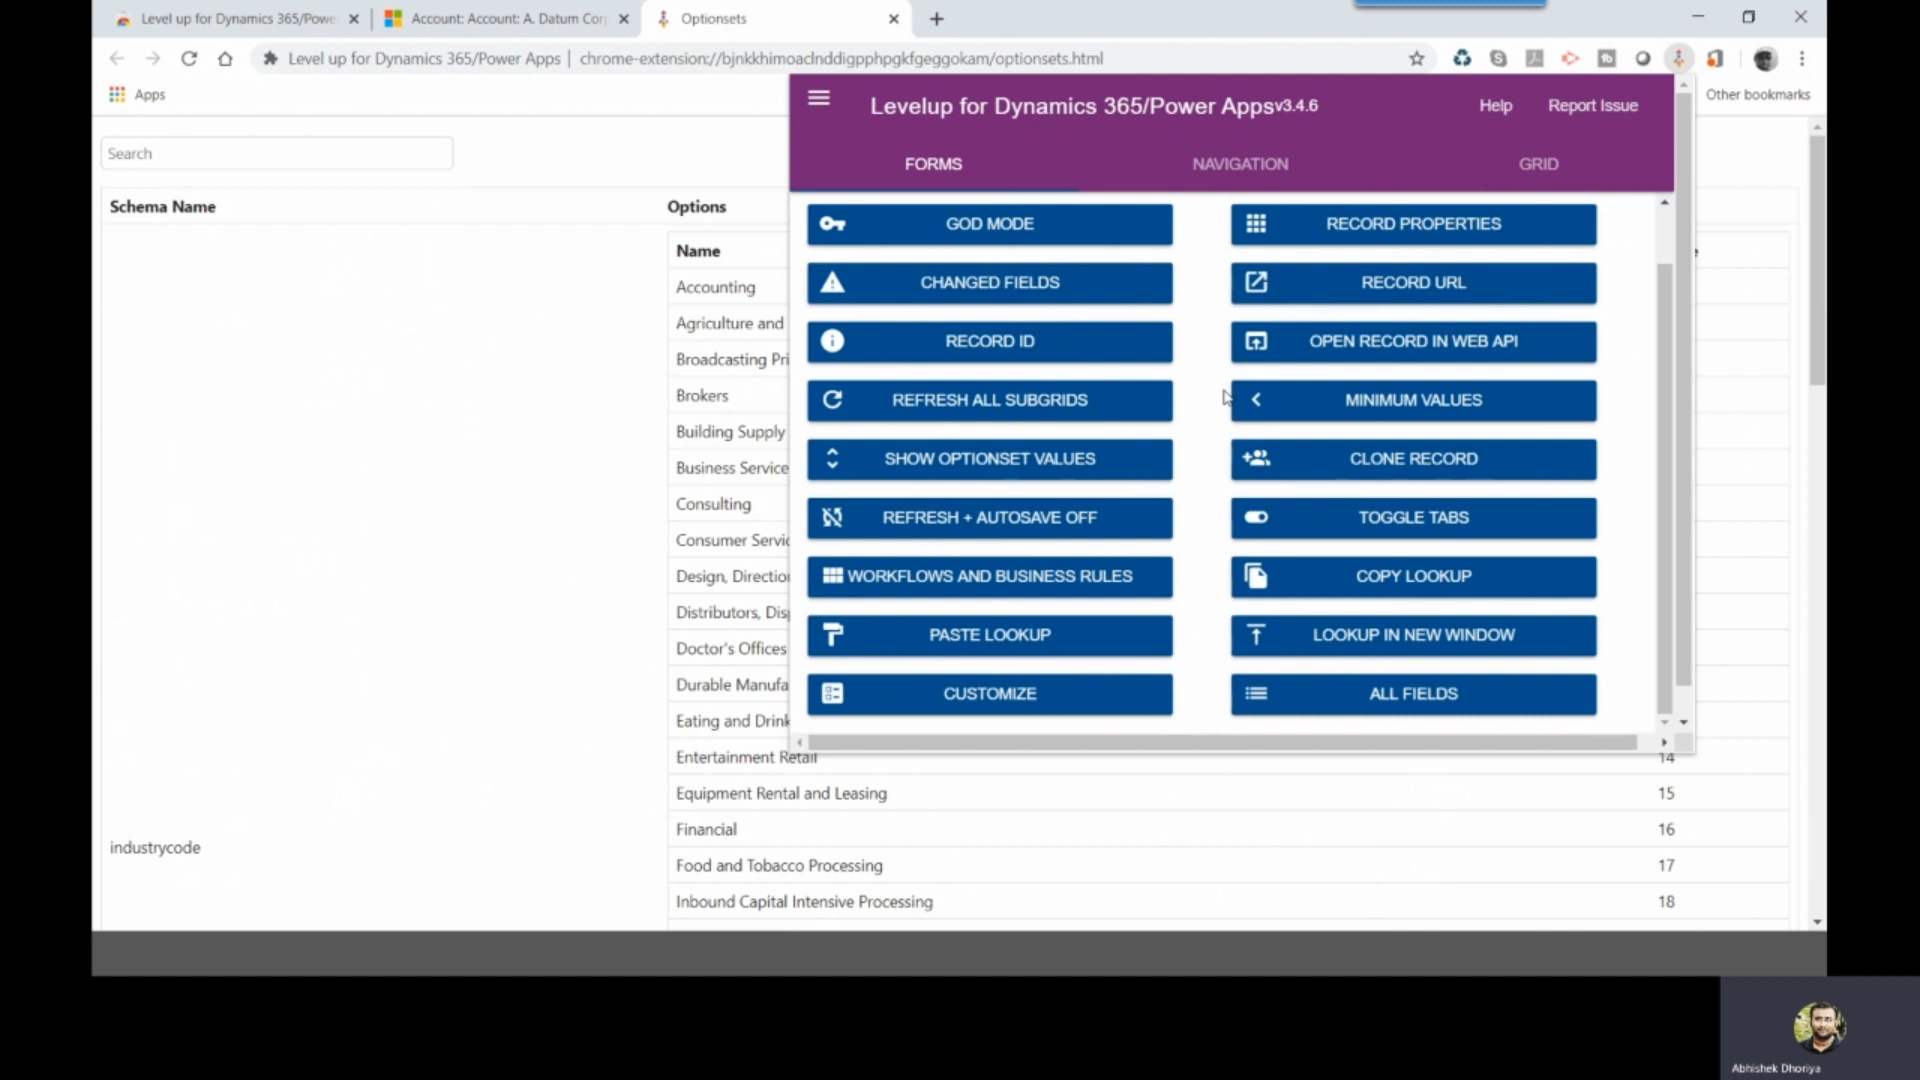 Level up for Dynamics 365/Powe
Account: Account: A. Datum Cor
Optionsets
Level up for Dynamics 365/Power Apps | chrome-extension://bjnkkhimoaclnddigpphpgkfgeggokam/optionsets.html
Apps
Other bookmarks
Search
Levelup for Dynamics 365/Power Apps v3.4.6
Help
Report Issue
FORMS
NAVIGATION
GRID
Schema Name
Options
Name
GOD MODE
RECORD PROPERTIES
CHANGED FIELDS
RECORD URL
RECORD ID
OPEN RECORD IN WEB API
REFRESH ALL SUBGRIDS
MINIMUM VALUES
SHOW OPTIONSET VALUES
CLONE RECORD
REFRESH + AUTOSAVE OFF
TOGGLE TABS
WORKFLOWS AND BUSINESS RULES
COPY LOOKUP
PASTE LOOKUP
LOOKUP IN NEW WINDOW
CUSTOMIZE
ALL FIELDS
Accounting
Agriculture and
Broadcasting Pri
Brokers
Building Supply
Business Service
Consulting
Consumer Servic
Design, Direction
Distributors, Disp
Doctor's Offices
Durable Manufa
Eating and Drink
Entertainment Retail 14
Equipment Rental and Leasing 15
Financial 16
industrycode
Food and Tobacco Processing 17
Inbound Capital Intensive Processing 18
Abhishek Dhoriya